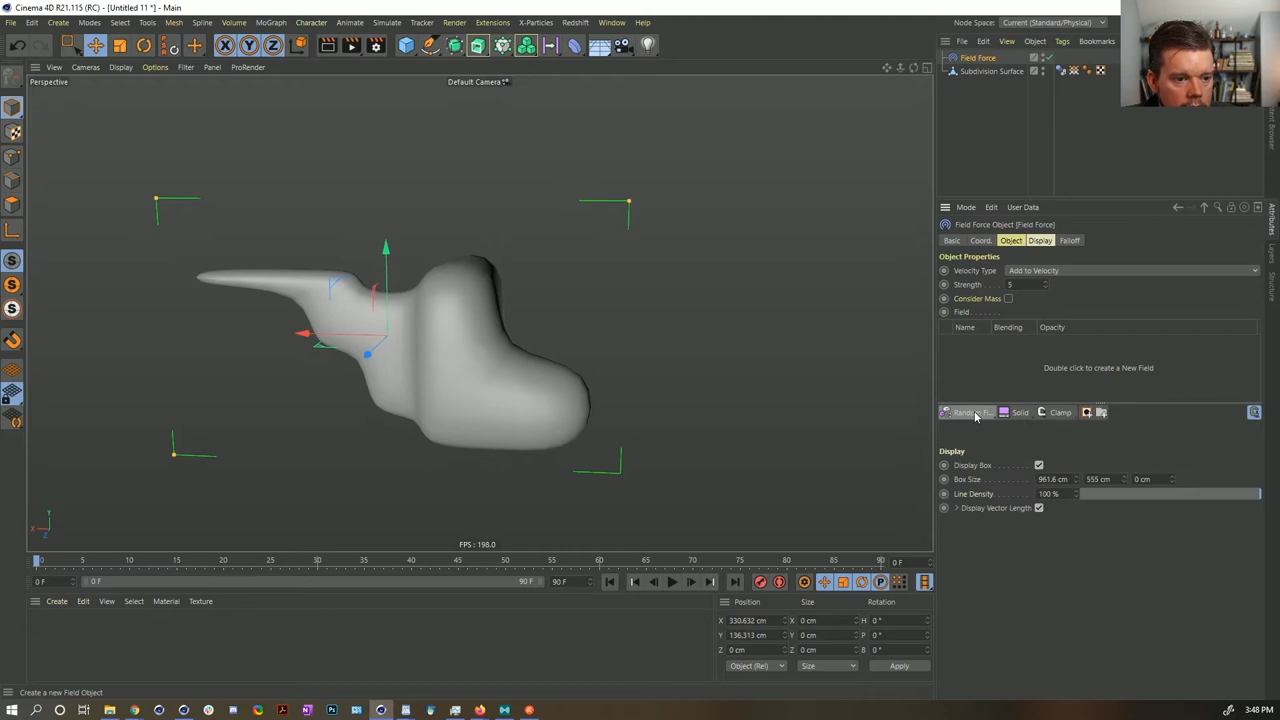 Cinema 4D R21.115 (RC) - [Untitled 11 *] - Main
File Edit Create Modes Select Tools Mesh Spline Volume MoGraph Character Animate Simulate Tracker Render Extensions X-Particles Redshift Window Help
Node Space: Current (Standard/Physical)
View Cameras Display Options Filter Panel ProRender
File Edit View Object Tags Bookmarks
Perspective
Default Camera
Field Force
Subdivision Surface
Content Browser
Mode Edit User Data
Attributes
Layers
Structure
Field Force Object [Field Force]
Basic Coord. Object Display Falloff
Object Properties
Velocity Type Add to Velocity
Strength 5
Consider Mass
Field
Name Blending Opacity
Double click to create a New Field
Solid Clamp
Display
Display Box
Box Size 961.6 cm 555 cm 0 cm
Line Density 100 %
Display Vector Length
X Y Z
Y
X
Z
FPS : 198.0
0 5 10 15 20 25 30 35 40 45 50 55 60 65 70 75 80 85 90 0 F
0 F 0 F 90 F 90 F
Create Edit View Select Material Texture
Position Size Rotation
X 330.632 cm X 0 cm H 0 °
Y 136.313 cm Y 0 cm P 0 °
Z 0 cm Z 0 cm B 0 °
Object (Rel) Size Apply
Create a new Field Object
3:48 PM